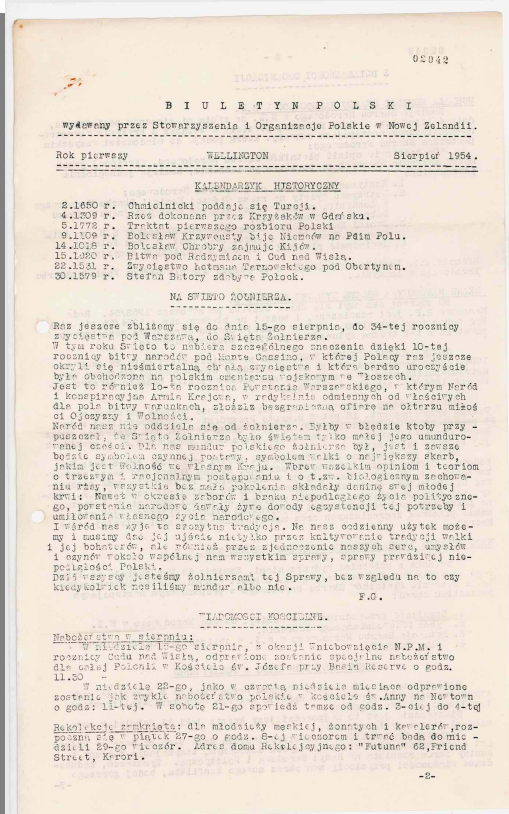 02042
BIULETYN POLSKI
wydawany przez Stowarzyszenia i Organizacje Polskie w Nowej Zelandii.
Rok pierwszy WELLINGTON Sierpień 1954.
KALENDARZYK HISTORYCZNY
2.1650 r. Chmielnicki poddaje się Turcji.
4.1309 r. Rzeź dokonana przez Krzyżaków w Gdańsku.
5.1772 r. Traktat pierwszego rozbioru Polski
9.1109 r. Bolesław Krzywousty bije Niemców na Psim Polu.
14.1018 r. Bolesław Chrobry zajmuje Kijów.
15.1920 r. Bitwa pod Radzyminem i Cud nad Wisłą.
22.1531 r. Zwycięstwo hetmana Tarnowskiego pod Obertynem.
30.1579 r. Stefan Batory zdobywa Połock.
NA SWIETO ŻOŁNIERZA.
Raz jeszcze zbliżamy się do dnia 15-go sierpnia, do 34-tej rocznicy
zwycięstwa pod Warszawą, do Święta Żołnierza.
W tym roku Święto to nabiera szczególnego znaczenia dzięki 10-tej
rocznicy bitwy narodów pod Monte Cassino, w której Polacy raz jeszcze
okryli się nieśmiertelną chwałą zwycięstwa i która bardzo uroczyście
była obchodzona na polskim cmentarzu wojskowym we Włoszech.
Jest to również 10-ta rocznica Powstania Warszawskiego, w którym Naród
i konspiracyjna Armia Krajowa, w radykalnie odmiennych od właściwych
dla pola bitwy warunkach, złożyli bezgraniczną ofiarę na ołtarzu miłoś
ci Ojczyzny i Wolności.
Naród nasz nie oddziela się od żołnierza. Byłby w błędzie ktoby przy -
puszczał, że Święto Żołnierza było świętem tylko małej jego umunduro-
wanej części. Dla nas mundur polskiego żołnierza był, jest i zawsze
będzie symbolem czynnej postawy, symbolem walki o największy skarb,
jakim jest Wolność we własnym Kraju. Wbrew wszelkim opiniom i teoriom
o trzeźwym i racjonalnym postępowaniu i o t.zw. biologicznym zachowa-
niu rasy, wszystkie bez mała pokolenia składały daninę swej młodej
krwi: Nawet w okresie zaborów i braku niepodległego życia polityczne-
go, powstania narodowe dawały żywe dowody egzystencji tej potrzeby i
umiłowania własnego życia narodowego.
I wśród nas żyje ta zaszczytna tradycja. Na nasz codzienny użytek może-
my i musimy dać jej ujście nietylko przez kultywowanie tradycji walki
i jej bohaterów, ale również przez zjednoczenie naszych serc, umysłów
i czynów wokoło wspólnej nam wszystkim sprawy, sprawy prawdziwej nie-
podległości Polski.
Dziś wszyscy jesteśmy żołnierzami tej Sprawy, bez względu na to czy
kiedykolwiek nosiliśmy mundur albo nie.
F.G.
WIADOMOSCI KOSCIELNE.
Nabożeństwa w sierpniu:
W niedzielę 15-go sierpnia, z okazji Wniebowzięcia N.P.M. i
rocznicy Cudu nad Wisłą, odprawione zostanie specjalne nabożeństwo
dla całej Polonii w Kościele św. Józefa przy Basin Reserve o godz.
11.30 -
W niedzielę 22-go, jako w czwartą niedzielę miesiąca odprawione
zostanie jak zwykle nabożeństwo polskie w kościele św.Anny na Newtown
o godz: 11-tej. W sobotę 21-go spowiedź tamże od godz. 3-ciej do 4-tej
Rekolekcje zamknięte: dla młodzieży męskiej, żonatych i kawalerów,roz-
poczną się w piątek 27-go o godz. 8-ej wieczorem i trwać będą do nie -
dzieli 29-go wieczór. Adres domu Rekolekcyjnego: "Futuna" 62,Friend
Street, Karori.
-2-